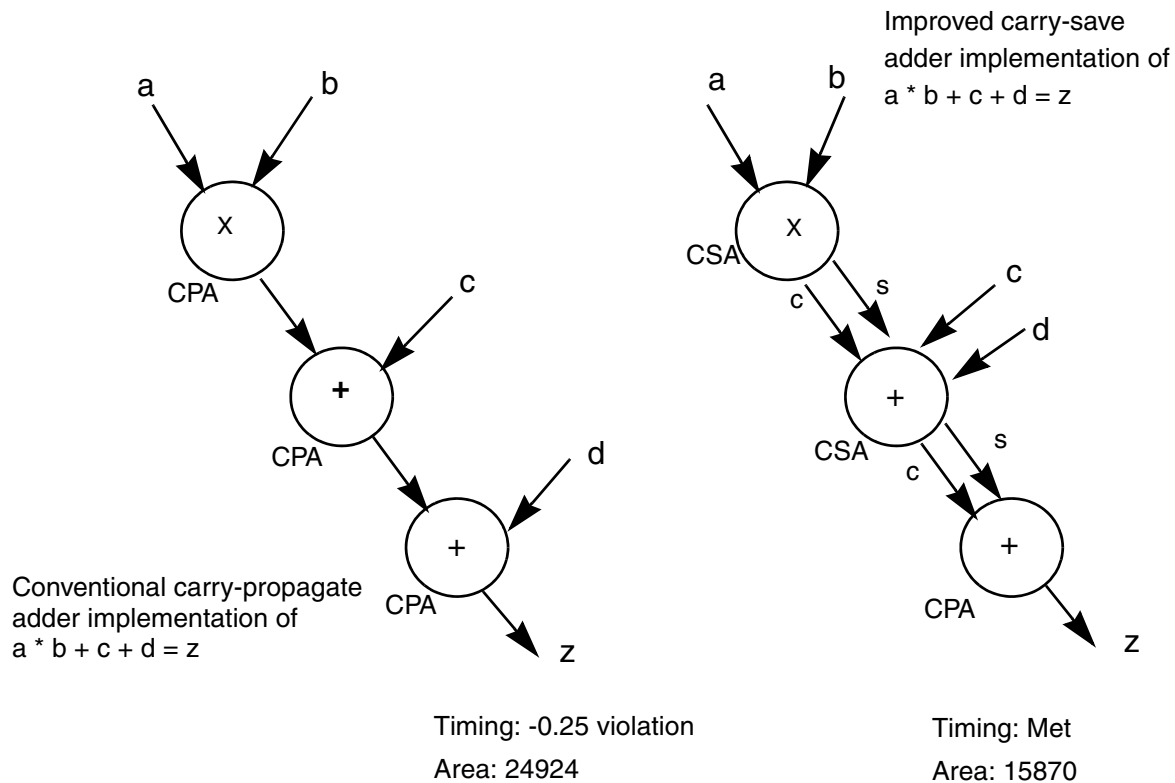 Improved carry-save
adder implementation of
a * b + c + d = z
a
b
X
CPA
c
+
CPA
d
+
CPA
z
Conventional carry-propagate
adder implementation of
a * b + c + d = z
Timing: -0.25 violation
Area: 24924
a
b
X
CSA
c
s
c
d
+
CSA
c
s
+
CPA
z
Timing: Met
Area: 15870